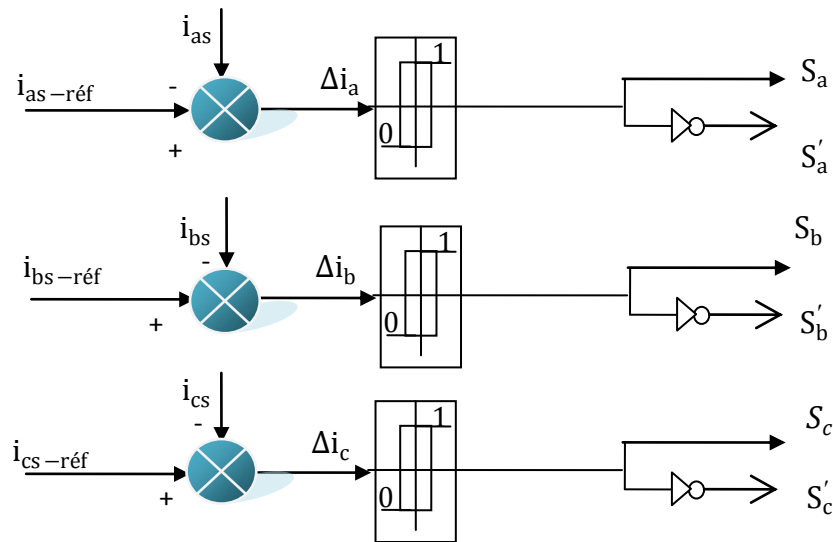 i_as
i_as−réf
-
+
Δi_a
1
0
S_a
S′_a
i_bs
i_bs−réf
-
+
Δi_b
1
0
S_b
S′_b
i_cs
i_cs−réf
-
+
Δi_c
1
0
S_c
S′_c